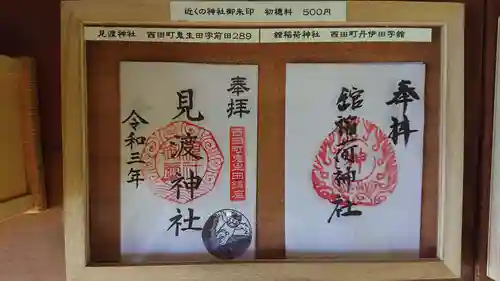 近くの神社御朱印 初穂料 500円
見渡神社 西田町鬼生田字前田289
舘稲荷神社 西田町丹伊田字舘
奉拝
見渡神社
令和三年
奉拝
舘稲荷神社